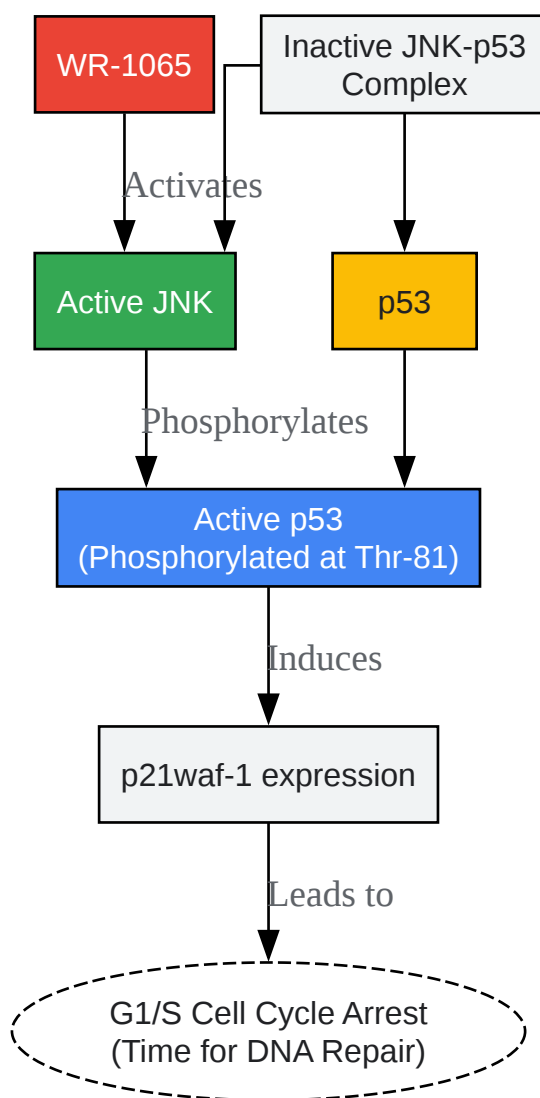 WR-1065
Inactive JNK-p53
Complex
Activates
Active JNK
p53
Phosphorylates
Active p53
(Phosphorylated at Thr-81)
Induces
p21waf-1 expression
Leads to
G1/S Cell Cycle Arrest
(Time for DNA Repair)